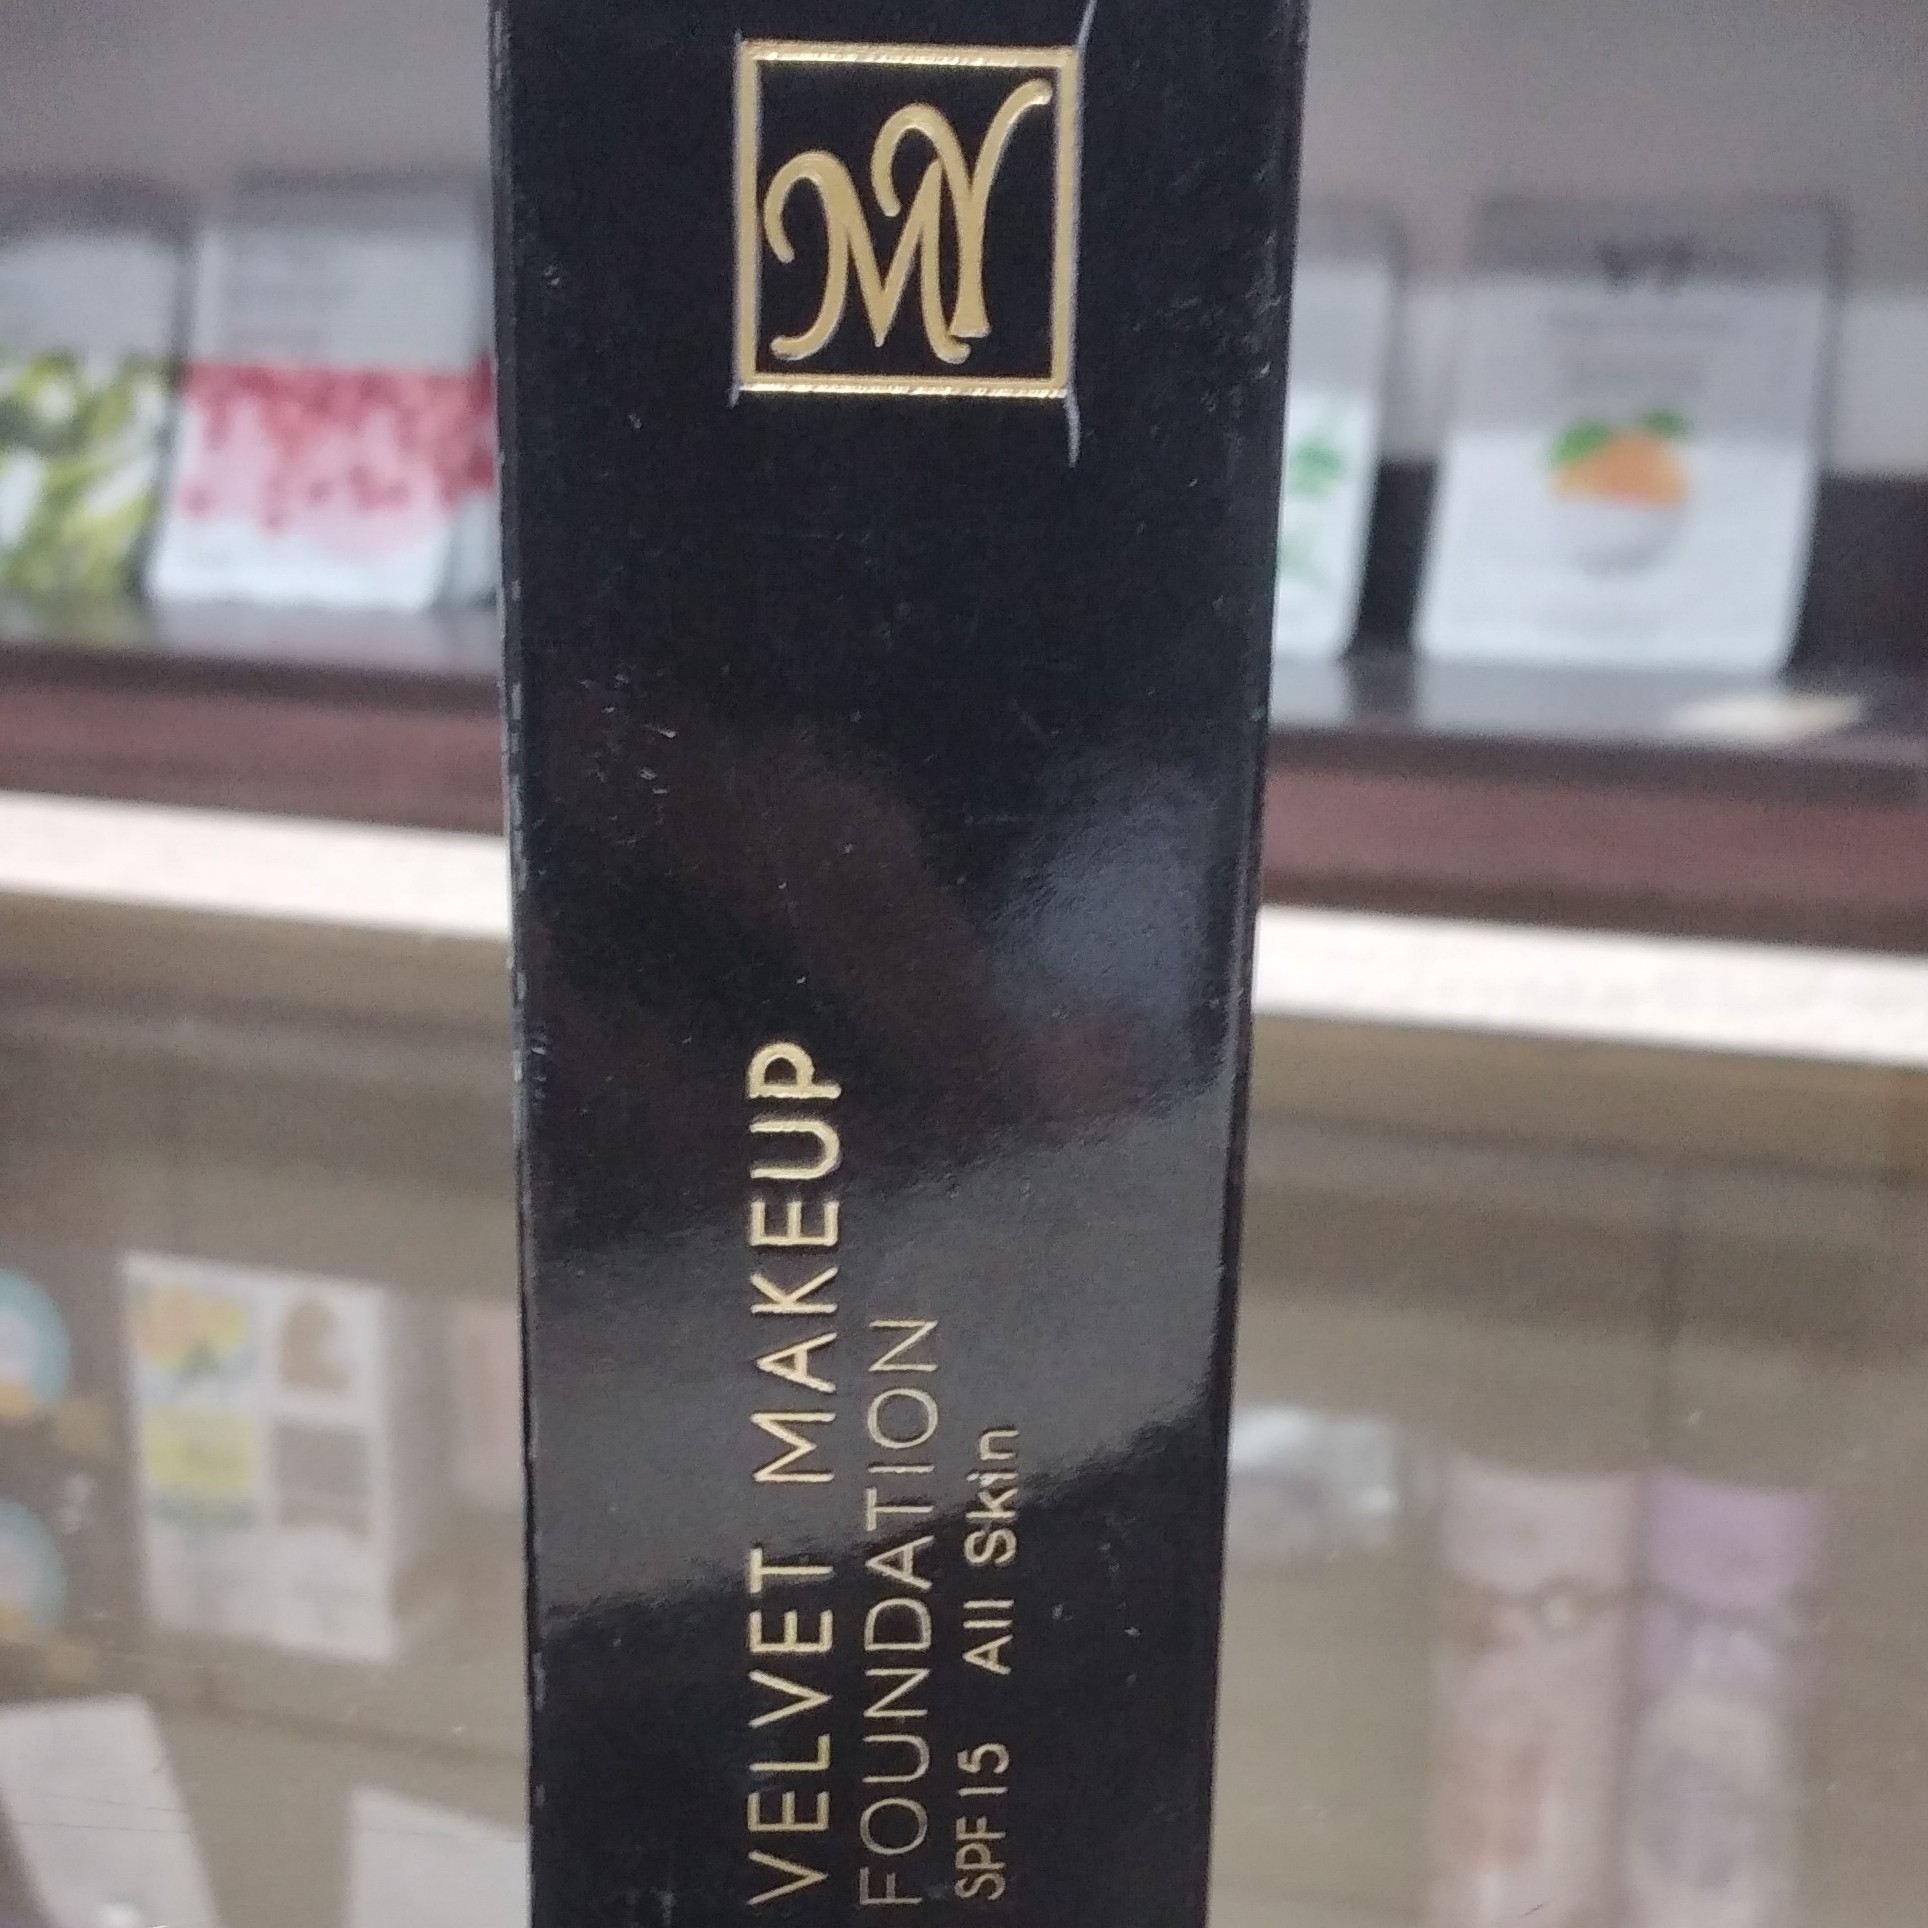 MY
VELVET MAKEUP
FOUNDATION
SPF15 All Skin